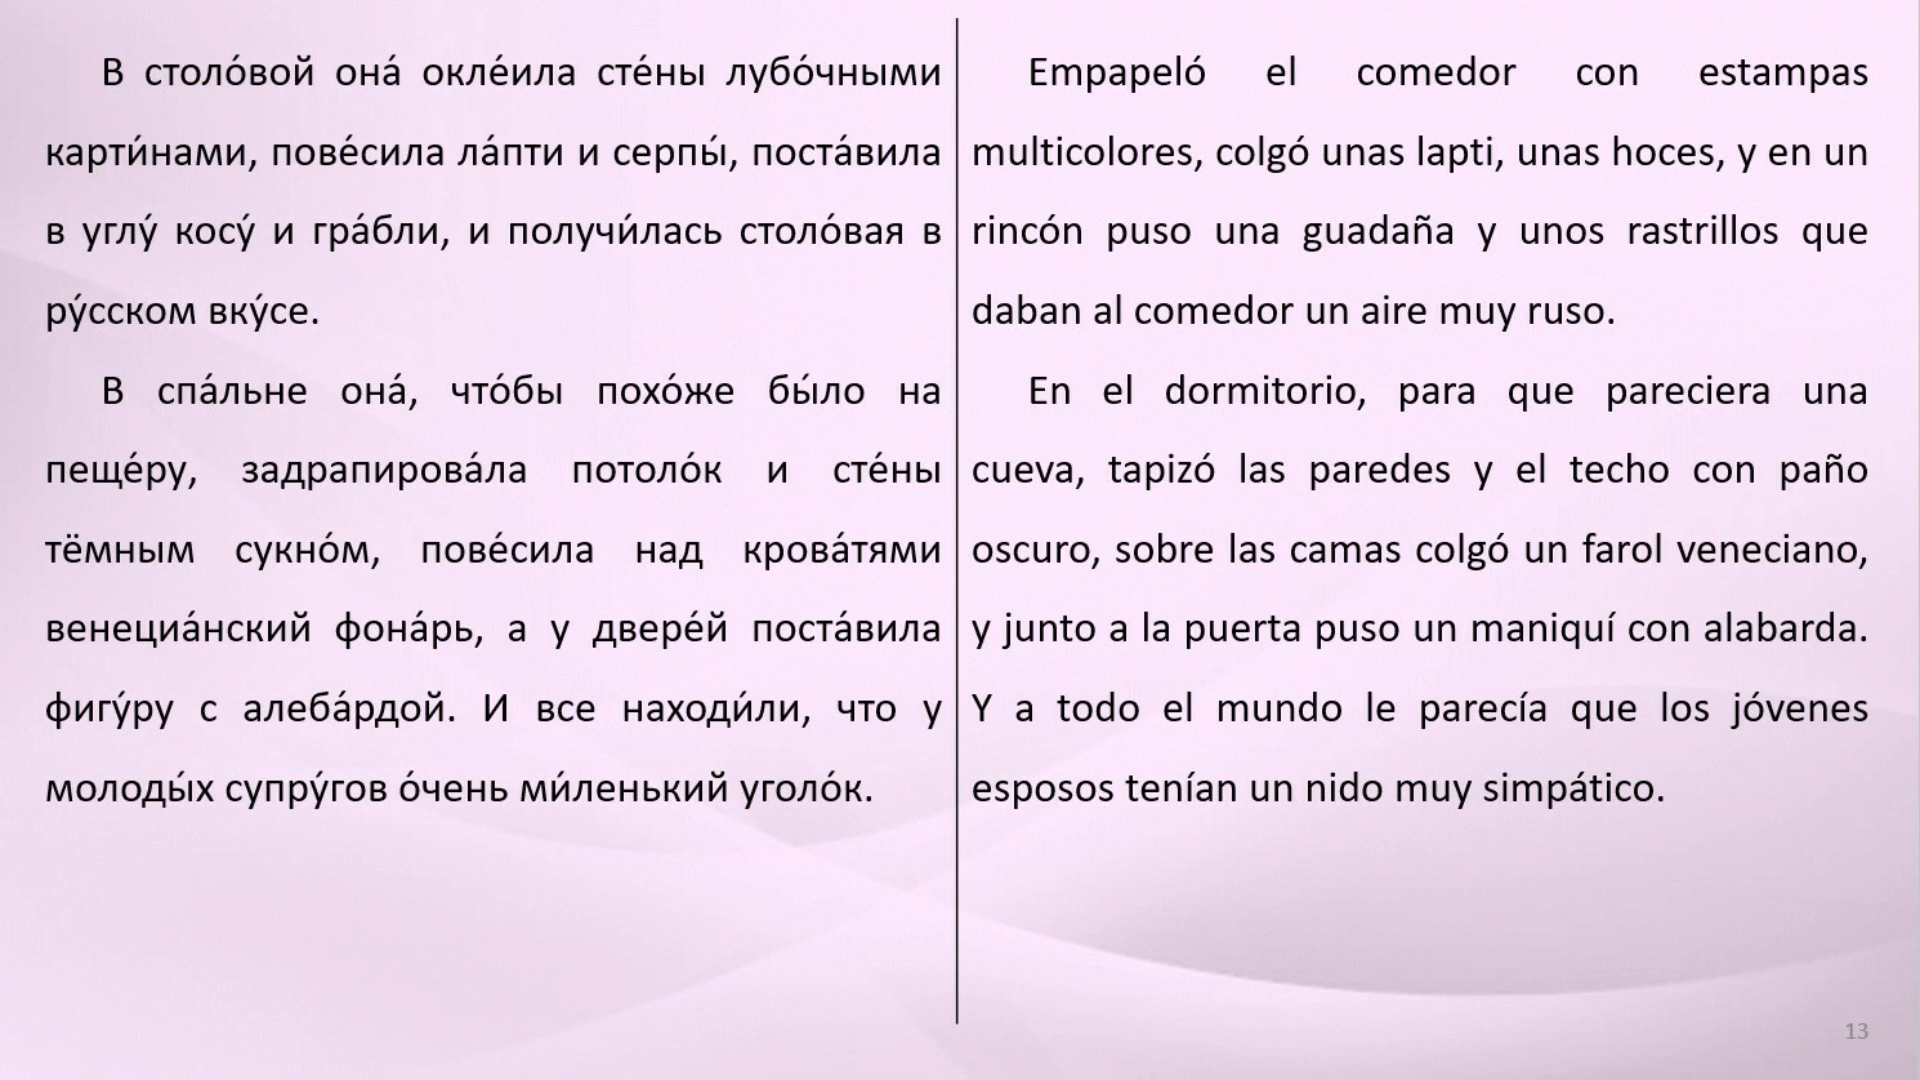 В столо́вой она́ окле́ила сте́ны лубо́чными
карти́нами, пове́сила ла́пти и серпы́, поста́вила
в углу́ косу́ и гра́бли, и получи́лась столо́вая в
ру́сском вку́се.
В спа́льне она́, что́бы похо́же бы́ло на
пеще́ру, задрапирова́ла потоло́к и сте́ны
тёмным сукно́м, пове́сила над крова́тями
венециа́нский фона́рь, а у двере́й поста́вила
фигу́ру с алеба́рдой. И все находи́ли, что у
молоды́х супру́гов о́чень ми́ленький уголо́к.
Empapeló el comedor con estampas
multicolores, colgó unas lapti, unas hoces, y en un
rincón puso una guadaña y unos rastrillos que
daban al comedor un aire muy ruso.
En el dormitorio, para que pareciera una
cueva, tapizó las paredes y el techo con paño
oscuro, sobre las camas colgó un farol veneciano,
y junto a la puerta puso un maniquí con alabarda.
Y a todo el mundo le parecía que los jóvenes
esposos tenían un nido muy simpático.
13